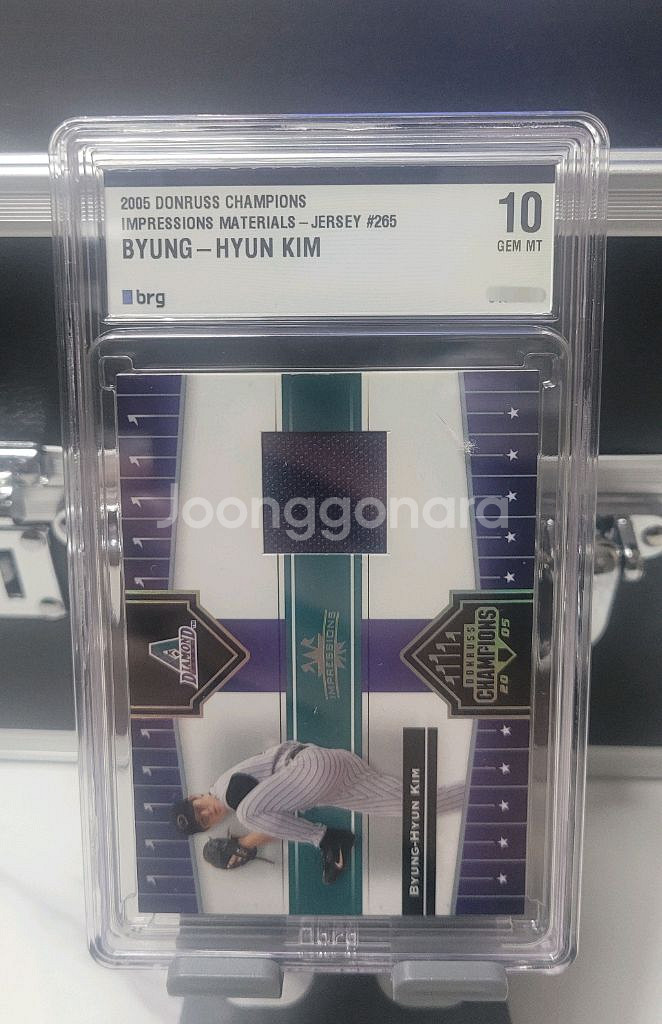 2005 DONRUSS CHAMPIONS
IMPRESSIONS MATERIALS – JERSEY #265
BYUNG – HYUN KIM
10
GEM MT
brg
Joonggonara
A
DIAMOND™
IMPRESSIONS
DONRUSS
CHAMPIONS
20 05
BYUNG-HYUN KIM
brg